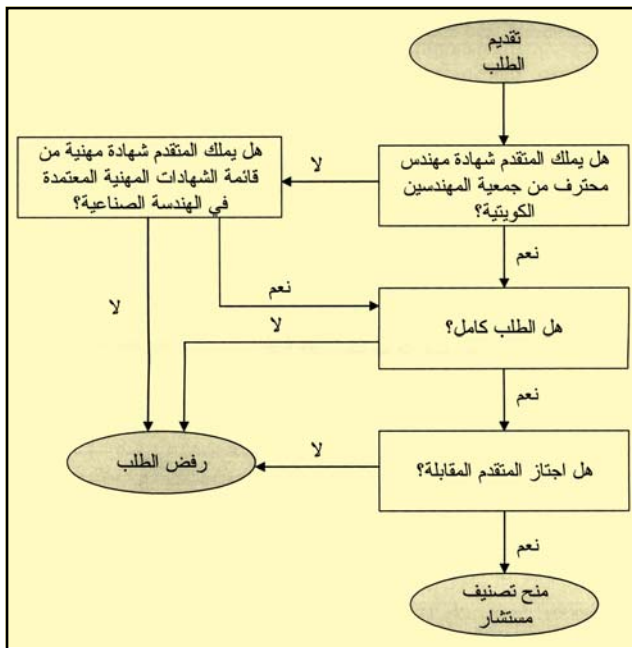 تقديم
الطلب
هل يملك المتقدم شهادة مهندس
محترف من جمعية المهندسين
الكويتية؟
لا
هل يملك المتقدم شهادة مهنية من
قائمة الشهادات المهنية المعتمدة
في الهندسة الصناعية؟
نعم
نعم
لا
هل الطلب كامل؟
لا
نعم
هل اجتاز المتقدم المقابلة؟
لا
رفض الطلب
نعم
منح تصنيف
مستشار